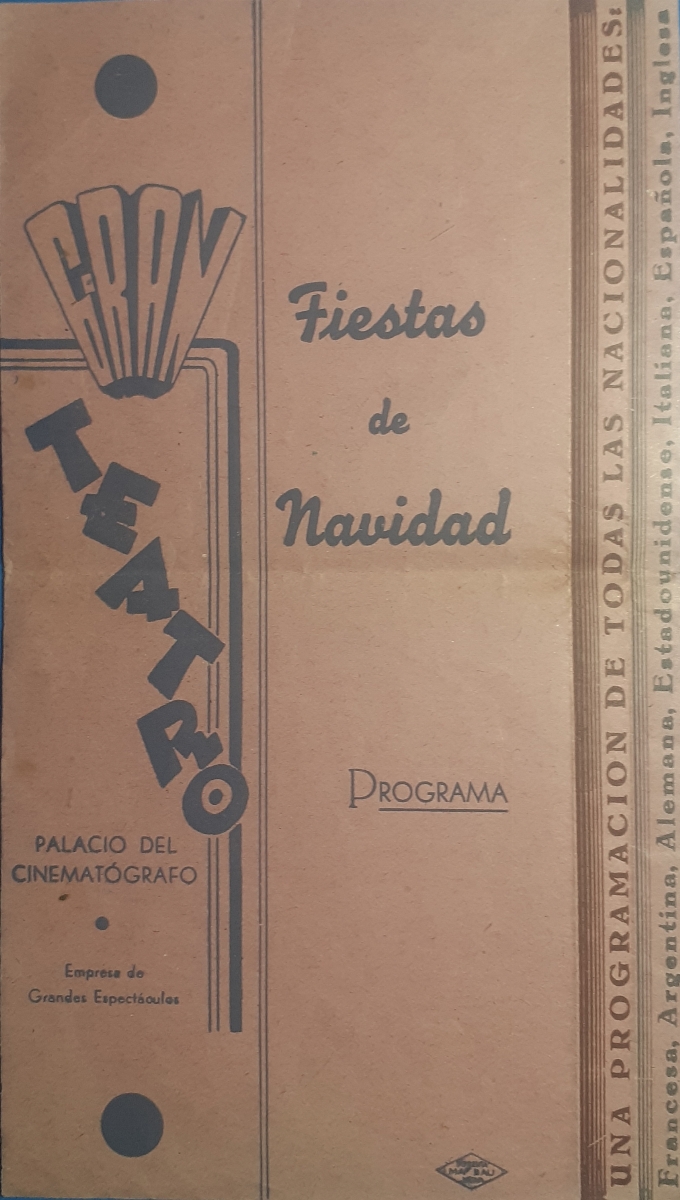 GRAN
TEATRO
PALACIO DEL
CINEMATÓGRAFO
Empresa de
Grandes Espectáculos
Fiestas
de
Navidad
PROGRAMA
UNA PROGRAMACION DE TODAS LAS NACIONALIDADES:
Francesa, Argentina, Alemana, Estadounidense, Italiana, Española, Inglesa